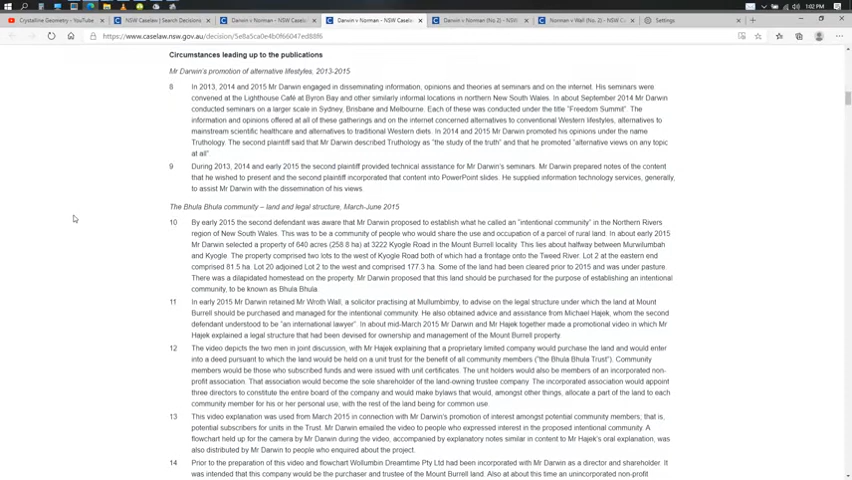 Crystalline Geometry - YouTube
NSW Caselaw | Search Decisions
Darwin v Norman - NSW Caselaw
Darwin v Norman - NSW Caselaw
Darwin v Norman (No 2) - NSW
Norman v Wall (No. 2) - NSW C
Settings
1:02 PM
https://www.caselaw.nsw.gov.au/decision/5e8a5ca0e4b0f66047ed88f6
Circumstances leading up to the publications
Mr Darwin's promotion of alternative lifestyles, 2013-2015
8 In 2013, 2014 and 2015 Mr Darwin engaged in disseminating information, opinions and theories at seminars and on the internet. His seminars were
convened at the Lighthouse Café at Byron Bay and other similarly informal locations in northern New South Wales. In about September 2014 Mr Darwin
conducted seminars on a larger scale in Sydney, Brisbane and Melbourne. Each of these was conducted under the title "Freedom Summit". The
information and opinions offered at all of these gatherings and on the internet concerned alternatives to conventional Western lifestyles, alternatives to
mainstream scientific healthcare and alternatives to traditional Western diets. In 2014 and 2015 Mr Darwin promoted his opinions under the name
Truthology. The second plaintiff said that Mr Darwin described Truthology as "the study of the truth" and that he promoted "alternative views on any topic
at all"
9 During 2013, 2014 and early 2015 the second plaintiff provided technical assistance for Mr Darwin's seminars. Mr Darwin prepared notes of the content
that he wished to present and the second plaintiff incorporated that content into PowerPoint slides. He supplied information technology services, generally,
to assist Mr Darwin with the dissemination of his views.
The Bhula Bhula community – land and legal structure, March-June 2015
10 By early 2015 the second defendant was aware that Mr Darwin proposed to establish what he called an "intentional community" in the Northern Rivers
region of New South Wales. This was to be a community of people who would share the use and occupation of a parcel of rural land. In about early 2015
Mr Darwin selected a property of 640 acres (258.8 ha) at 3222 Kyogle Road in the Mount Burrell locality. This lies about halfway between Murwilumbah
and Kyogle. The property comprised two lots to the west of Kyogle Road both of which had a frontage onto the Tweed River. Lot 2 at the eastern end
comprised 81.5 ha. Lot 20 adjoined Lot 2 to the west and comprised 177.3 ha. Some of the land had been cleared prior to 2015 and was under pasture.
There was a dilapidated homestead on the property. Mr Darwin proposed that this land should be purchased for the purpose of establishing an intentional
community, to be known as Bhula Bhula.
11 In early 2015 Mr Darwin retained Mr Wroth Wall, a solicitor practising at Mullumbimby, to advise on the legal structure under which the land at Mount
Burrell should be purchased and managed for the intentional community. He also obtained advice and assistance from Michael Hajek, whom the second
defendant understood to be "an international lawyer". In about mid-March 2015 Mr Darwin and Mr Hajek together made a promotional video in which Mr
Hajek explained a legal structure that had been devised for ownership and management of the Mount Burrell property.
12 The video depicts the two men in joint discussion, with Mr Hajek explaining that a proprietary limited company would purchase the land and would enter
into a deed pursuant to which the land would be held on a unit trust for the benefit of all community members ("the Bhula Bhula Trust"). Community
members would be those who subscribed funds and were issued with unit certificates. The unit holders would also be members of an incorporated non-
profit association. That association would become the sole shareholder of the land-owning trustee company. The incorporated association would appoint
three directors to constitute the entire board of the company and would make bylaws that would, amongst other things, allocate a part of the land to each
community member for his or her personal use, with the rest of the land being for common use.
13 This video explanation was used from March 2015 in connection with Mr Darwin's promotion of interest amongst potential community members; that is,
potential subscribers for units in the Trust. Mr Darwin emailed the video to people who expressed interest in the proposed intentional community. A
flowchart held up for the camera by Mr Darwin during the video, accompanied by explanatory notes similar in content to Mr Hajek's oral explanation, was
also distributed by Mr Darwin to people who enquired about the project.
14 Prior to the preparation of this video and flowchart Wollumbin Dreamtime Pty Ltd had been incorporated with Mr Darwin as a director and shareholder. It
was intended that this company would be the purchaser and trustee of the Mount Burrell land. Also at about this time an unincorporated non-profit